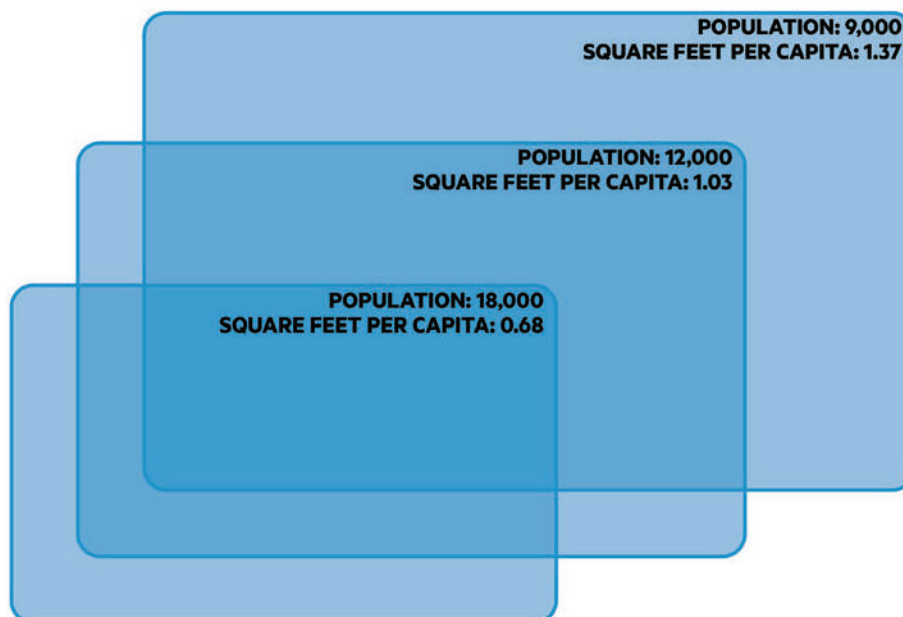 POPULATION: 9,000
SQUARE FEET PER CAPITA: 1.37
POPULATION: 12,000
SQUARE FEET PER CAPITA: 1.03
POPULATION: 18,000
SQUARE FEET PER CAPITA: 0.68